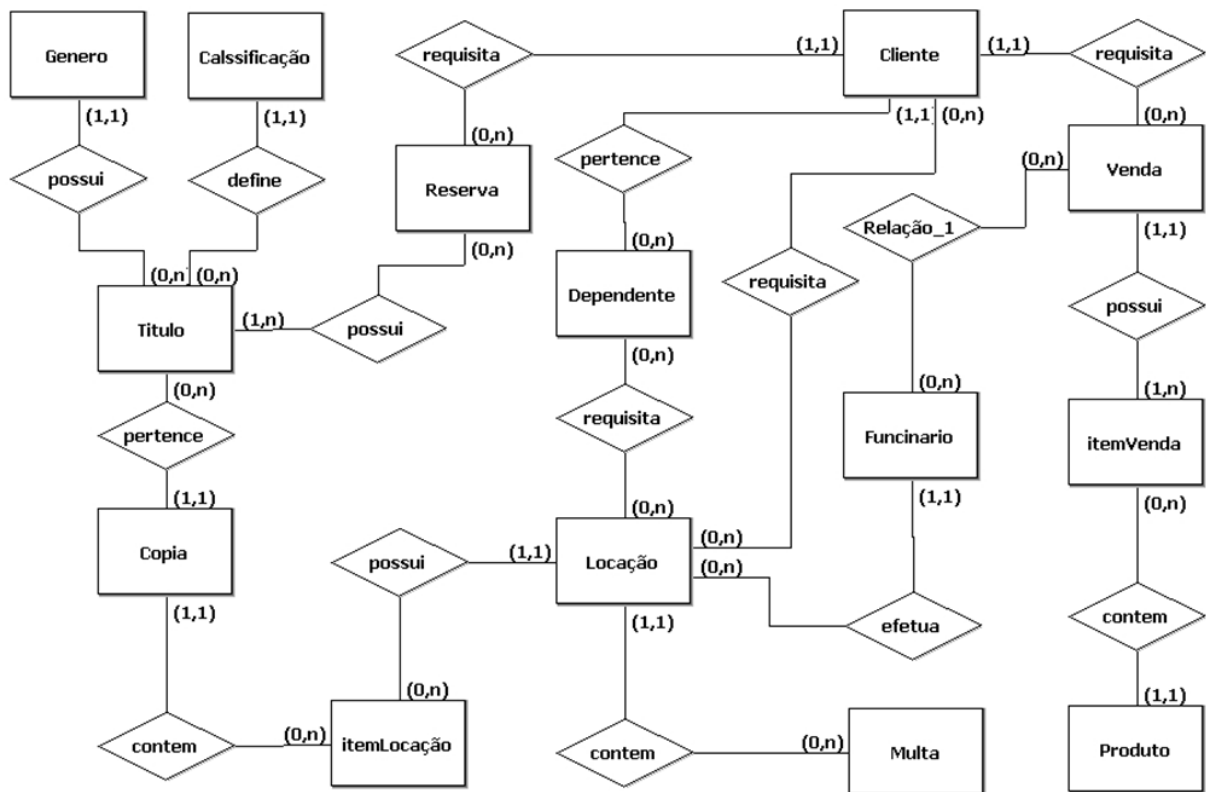 Genero
Calssificação
requisita
(1,1)
Cliente
(1,1)
requisita
(1,1)
(1,1)
(1,1)
(0,n)
(0,n)
(0,n)
possui
define
Reserva
pertence
(0,n)
Venda
Relação_1
(0,n)
(0,n)
(1,1)
(0,n)
(0,n)
Titulo
(1,n)
possui
Dependente
requisita
possui
(0,n)
(0,n)
(0,n)
(1,n)
pertence
requisita
Funcinario
itemVenda
(1,1)
(1,1)
(0,n)
(0,n)
Copia
possui
(1,1)
Locação
(0,n)
(0,n)
(1,1)
(1,1)
efetua
contem
(0,n)
(1,1)
contem
(0,n)
itemLocação
contem
(0,n)
Multa
Produto